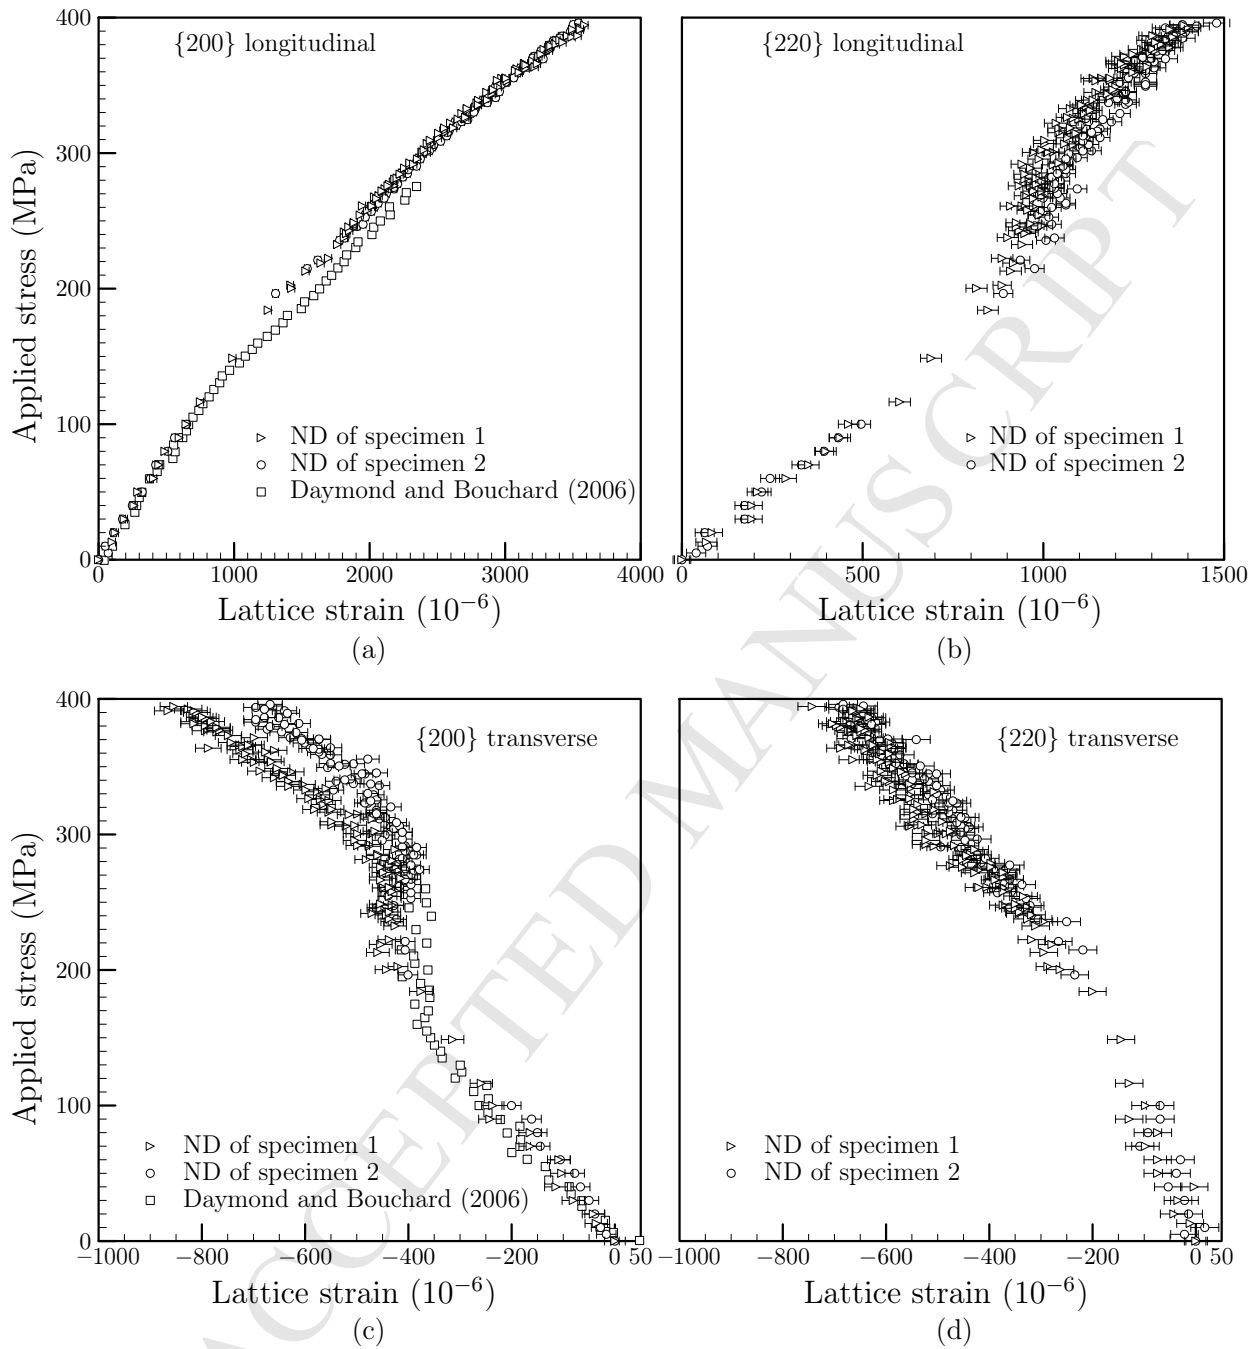 400
300
200
100
0
Applied stress (MPa)
{200} longitudinal
ND of specimen 1
ND of specimen 2
Daymond and Bouchard (2006)
0 1000 2000 3000 4000
Lattice strain (10⁻⁶)
(a)
{220} longitudinal
ND of specimen 1
ND of specimen 2
0 500 1000 1500
Lattice strain (10⁻⁶)
(b)
400
300
200
100
0
Applied stress (MPa)
{200} transverse
ND of specimen 1
ND of specimen 2
Daymond and Bouchard (2006)
−1000 −800 −600 −400 −200 0 50
Lattice strain (10⁻⁶)
(c)
{220} transverse
ND of specimen 1
ND of specimen 2
−1000 −800 −600 −400 −200 0 50
Lattice strain (10⁻⁶)
(d)
ACCEPTED MANUSCRIPT